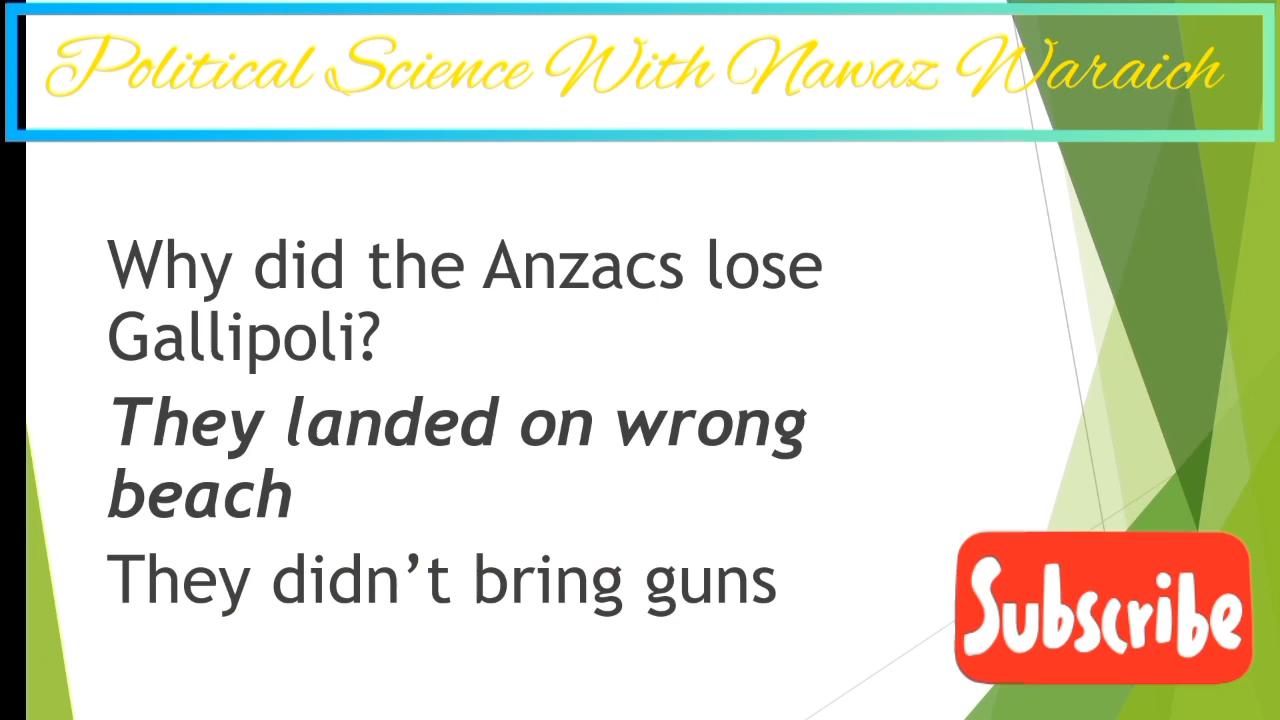 Political Science With Nawaz Waraich
Why did the Anzacs lose
Gallipoli?
They landed on wrong
beach
They didn’t bring guns
Subscribe